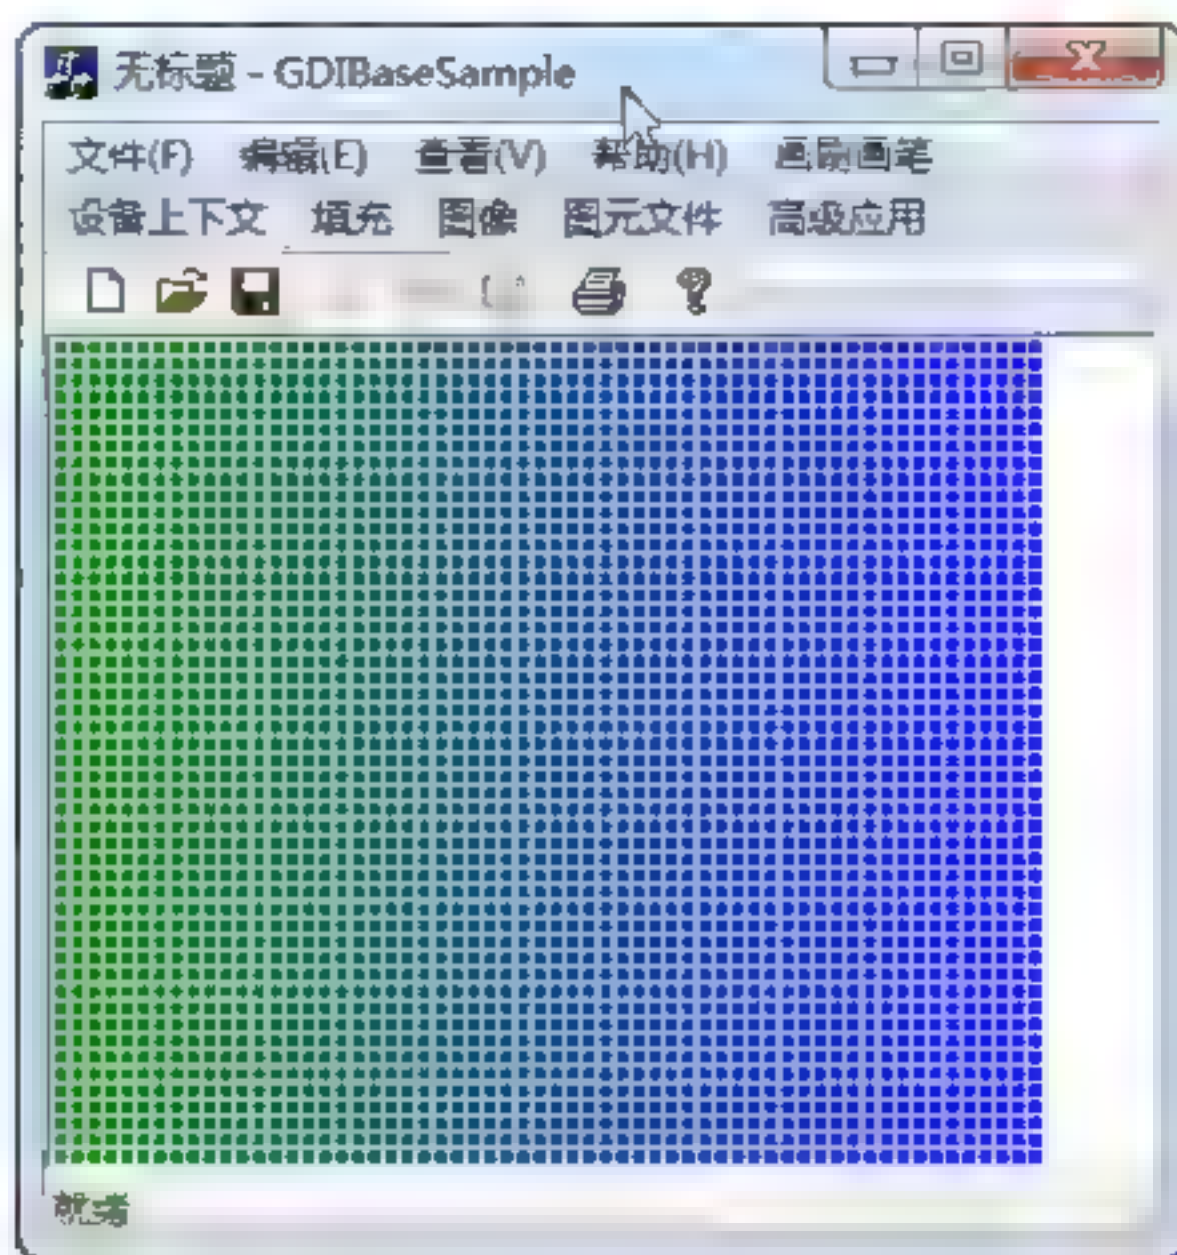 无标题 - GDIBaseSample
文件(F) 编辑(E) 查看(V) 帮助(H) 画刷画笔
设备上下文 填充 图像 图元文件 高级应用
就绪